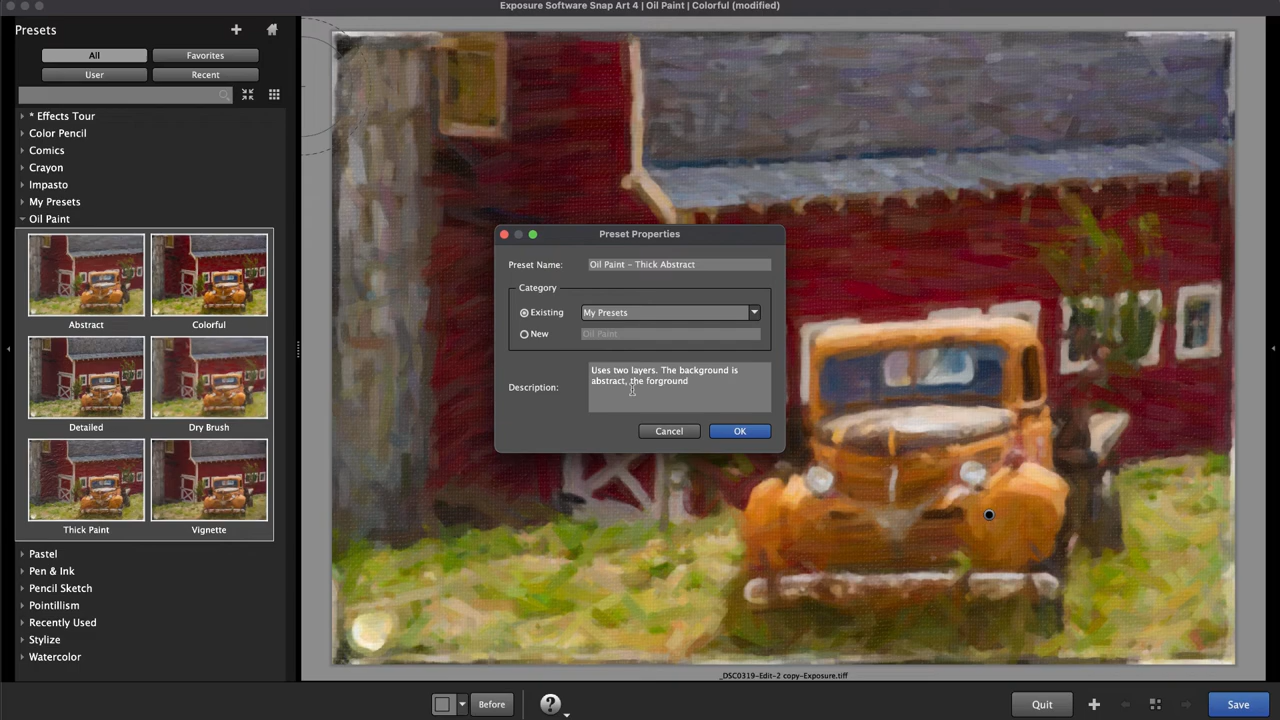 Exposure Software Snap Art 4 | Oil Paint | Colorful (modified)
Presets
All
Favorites
User
Recent
* Effects Tour
Color Pencil
Comics
Crayon
Impasto
My Presets
Oil Paint
Abstract
Colorful
Detailed
Dry Brush
Thick Paint
Vignette
Pastel
Pen & Ink
Pencil Sketch
Pointillism
Recently Used
Stylize
Watercolor
Preset Properties
Preset Name: Oil Paint - Thick Abstract
Category
Existing My Presets
New Oil Paint
Description:
Uses two layers. The background is
abstract, the forground
Cancel OK
_DSC0319-Edit-2 copy-Exposure.tiff
Before
?
Quit
Save